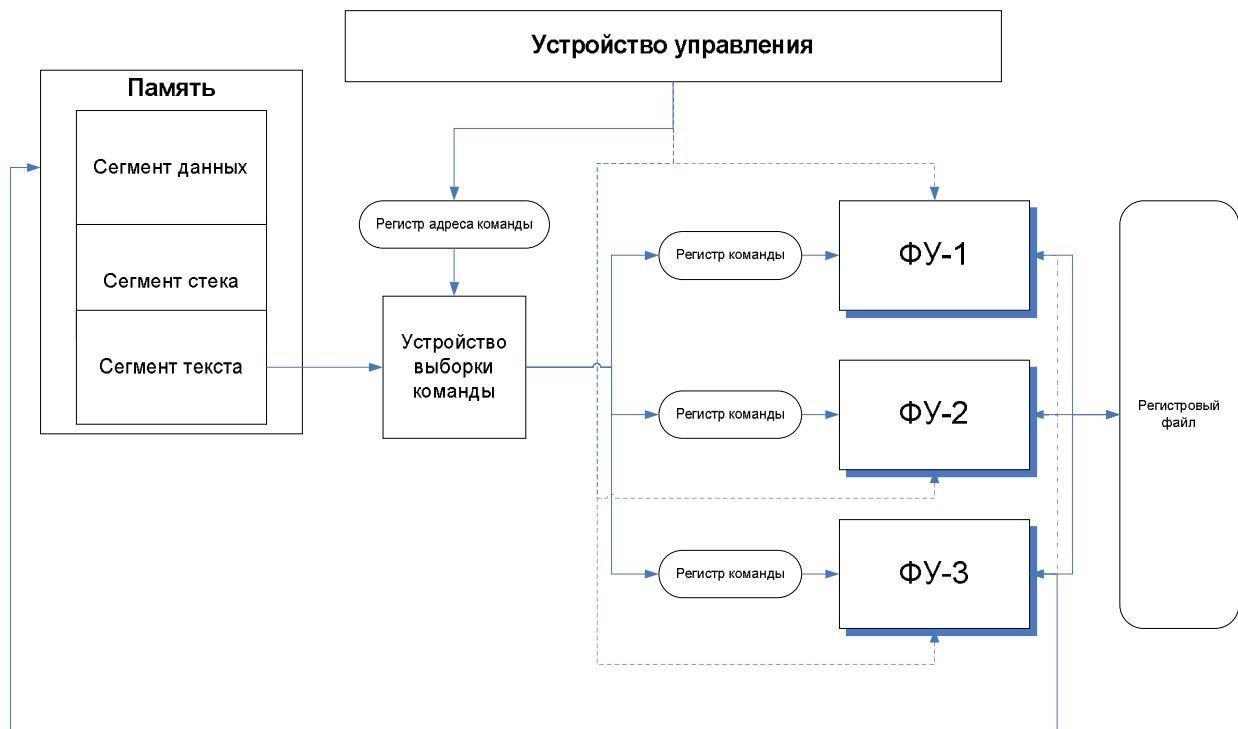 Устройство управления
Память
Сегмент данных
Сегмент стека
Сегмент текста
Регистр адреса команды
Устройство
выборки
команды
Регистр команды
ФУ-1
Регистр команды
ФУ-2
Регистр команды
ФУ-3
Регистровый
файл